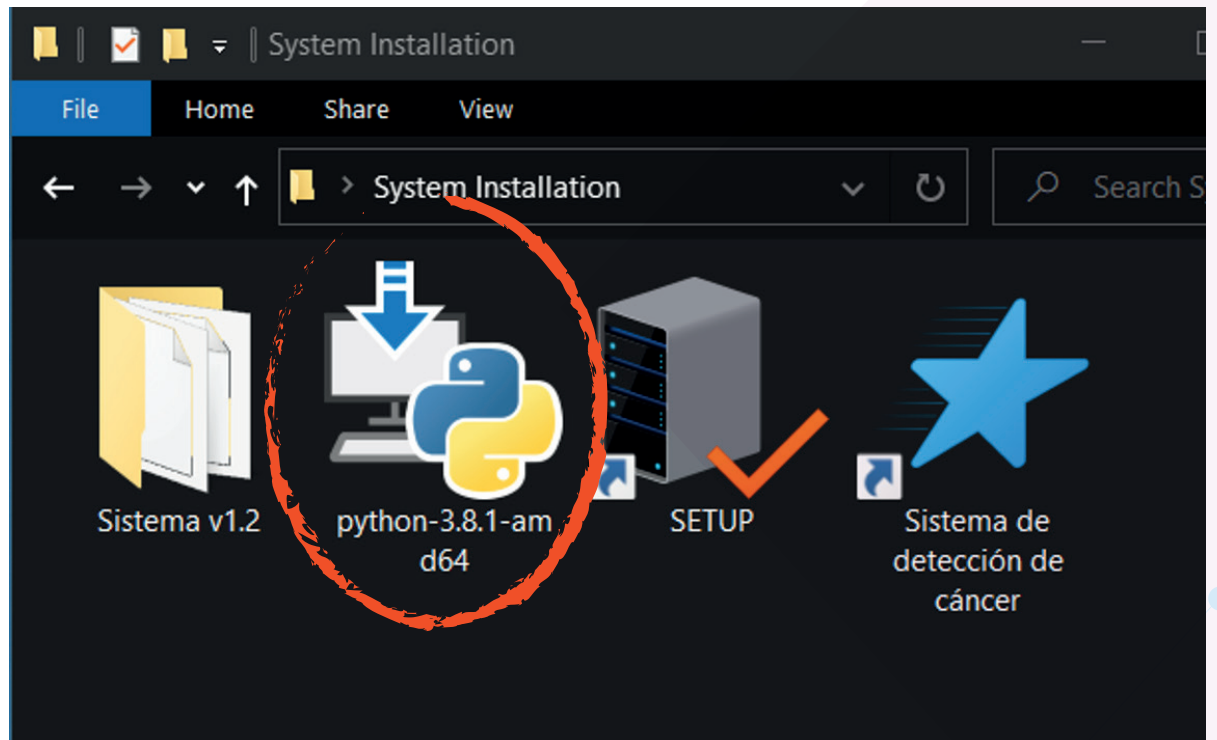 System Installation
File Home Share View
System Installation
Search S
Sistema v1.2
python-3.8.1-am
d64
SETUP
Sistema de
detección de
cáncer